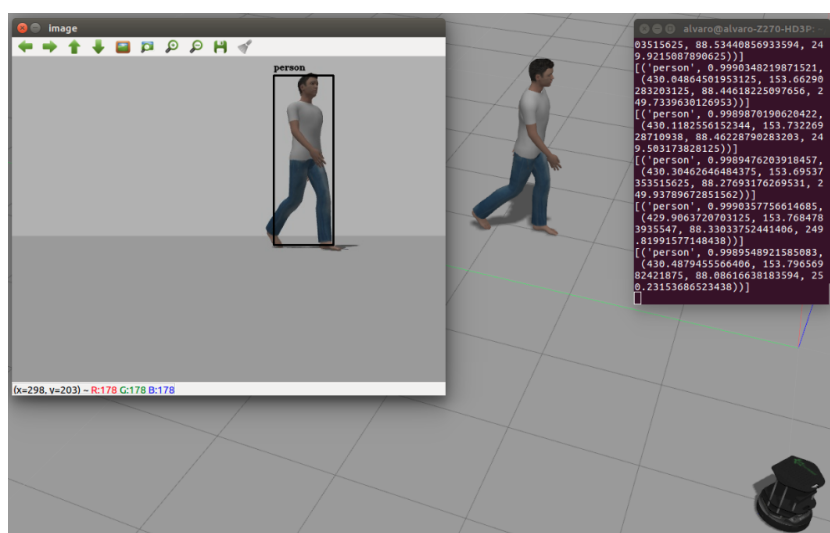 image
person
(x=298, y=203) ~ R:178 G:178 B:178
alvaro@alvaro-Z270-HD3P: ~
03515625, 88.53440856933594, 24
9.9215087890625))]
[('person', 0.9990348219871521,
(430.04864501953125, 153.66290
283203125, 88.44618225097656, 2
49.7339630126953))]
[('person', 0.9989870190620422,
(430.1182556152344, 153.732269
28710938, 88.46228790283203, 24
9.503173828125))]
[('person', 0.9989476203918457,
(430.30462646484375, 153.69537
353515625, 88.27693176269531, 2
49.93789672851562))]
[('person', 0.9990357756614685,
(429.9063720703125, 153.768478
3935547, 88.33033752441406, 249
.81991577148438))]
[('person', 0.9989548921585083,
(430.4879455566406, 153.796569
82421875, 88.08616638183594, 25
0.23153686523438))]